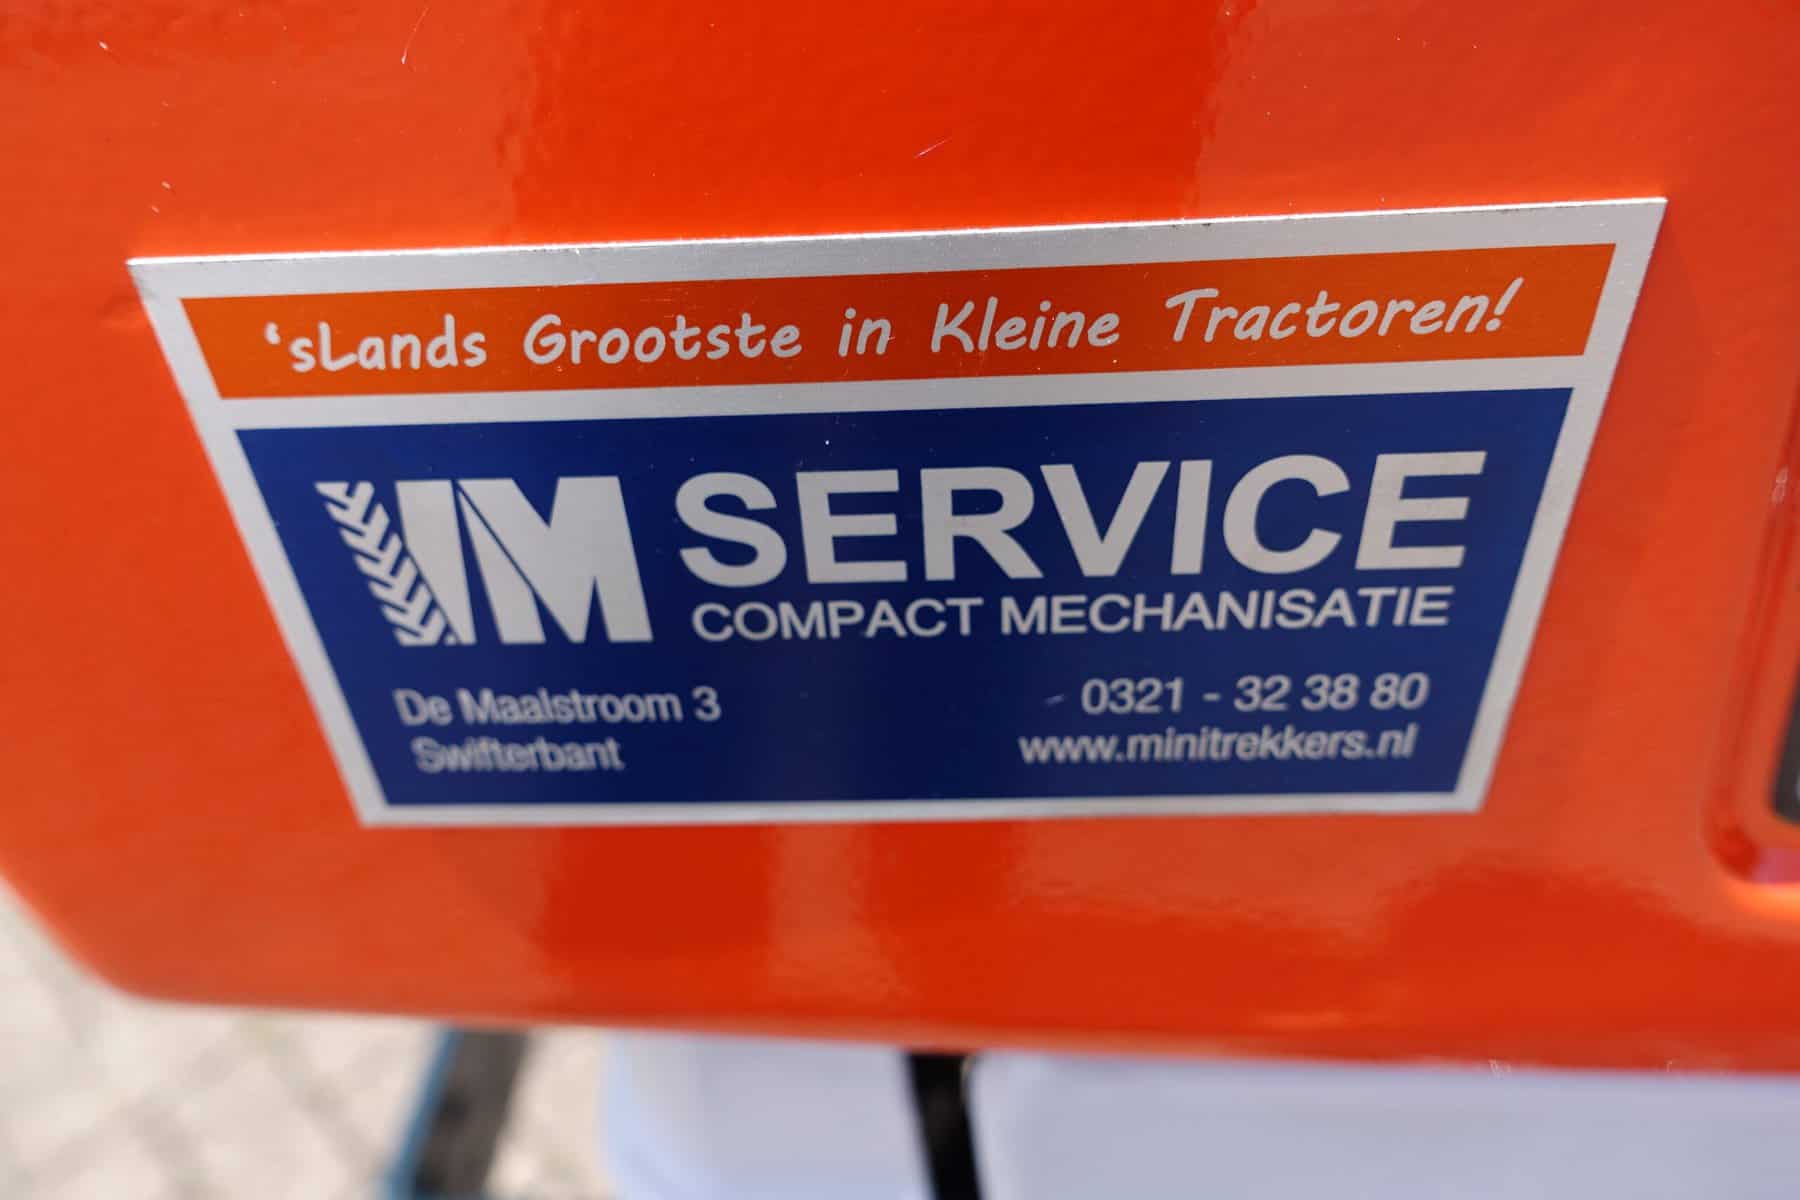 ‘sLands Grootste in Kleine Tractoren!
IM SERVICE
COMPACT MECHANISATIE
De Maalstroom 3
Swifterbant
0321 - 32 38 80
www.minitrekkers.nl